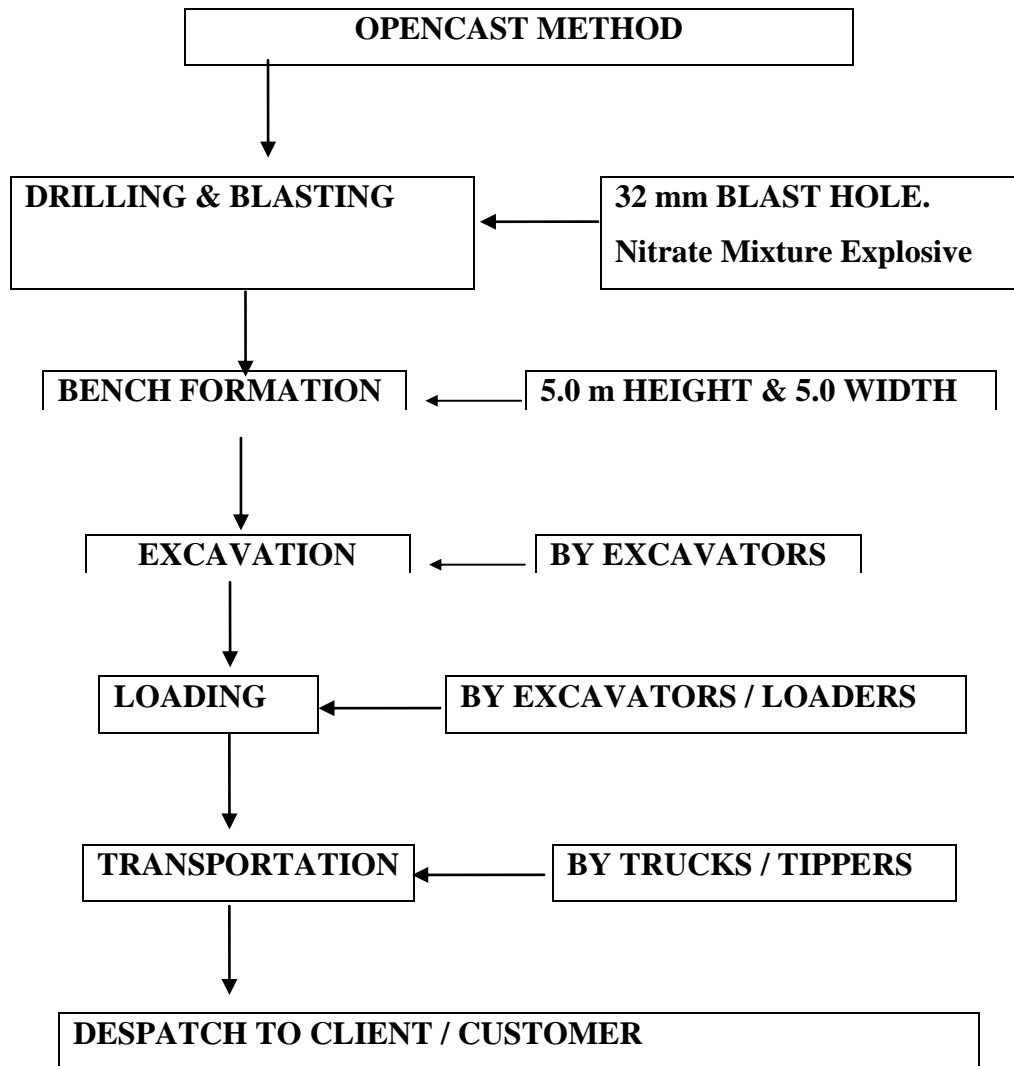 OPENCAST METHOD
DRILLING & BLASTING
32 mm BLAST HOLE.
Nitrate Mixture Explosive
BENCH FORMATION
5.0 m HEIGHT & 5.0 WIDTH
EXCAVATION
BY EXCAVATORS
LOADING
BY EXCAVATORS / LOADERS
TRANSPORTATION
BY TRUCKS / TIPPERS
DESPATCH TO CLIENT / CUSTOMER